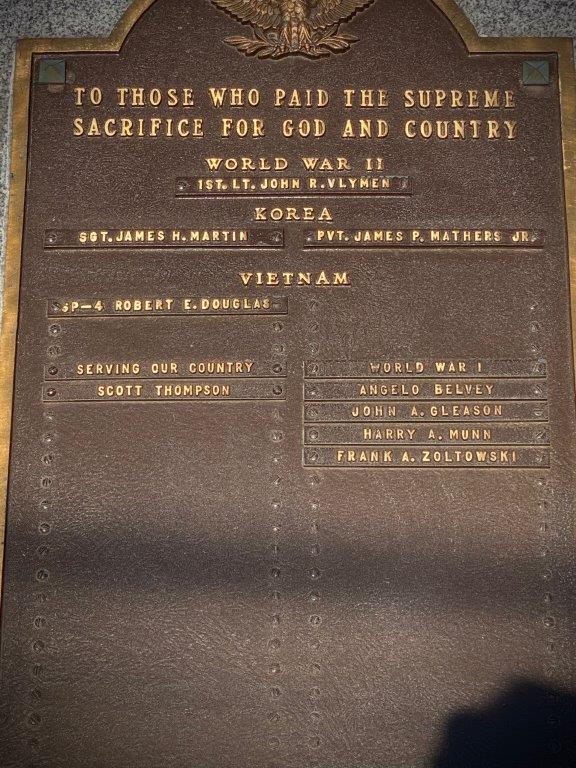 TO THOSE WHO PAID THE SUPREME
SACRIFICE FOR GOD AND COUNTRY
WORLD WAR II
1ST. LT. JOHN R. VLYMEN
KOREA
SGT. JAMES H. MARTIN
PVT. JAMES P. MATHERS JR.
VIETNAM
SP-4 ROBERT E. DOUGLAS
SERVING OUR COUNTRY
SCOTT THOMPSON
WORLD WAR I
ANGELO BELVEY
JOHN A. GLEASON
HARRY A. MUNN
FRANK A. ZOLTOWSKI